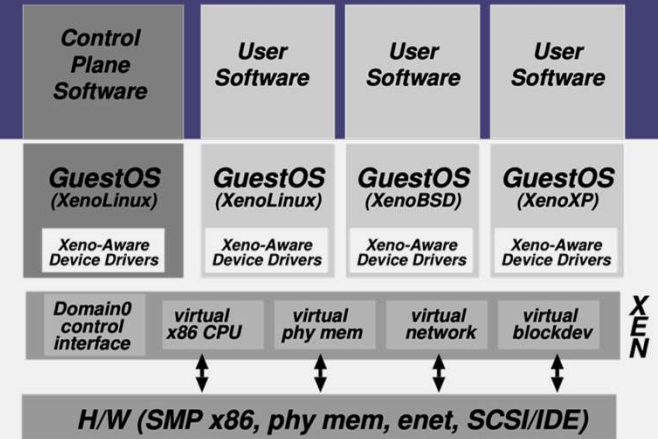 Control
Plane
Software
User
Software
User
Software
User
Software
GuestOS
(XenoLinux)
Xeno-Aware
Device Drivers
GuestOS
(XenoLinux)
Xeno-Aware
Device Drivers
GuestOS
(XenoBSD)
Xeno-Aware
Device Drivers
GuestOS
(XenoXP)
Xeno-Aware
Device Drivers
Domain0
control
interface
virtual
x86 CPU
virtual
phy mem
virtual
network
virtual
blockdev
XEN
H/W (SMP x86, phy mem, enet, SCSI/IDE)